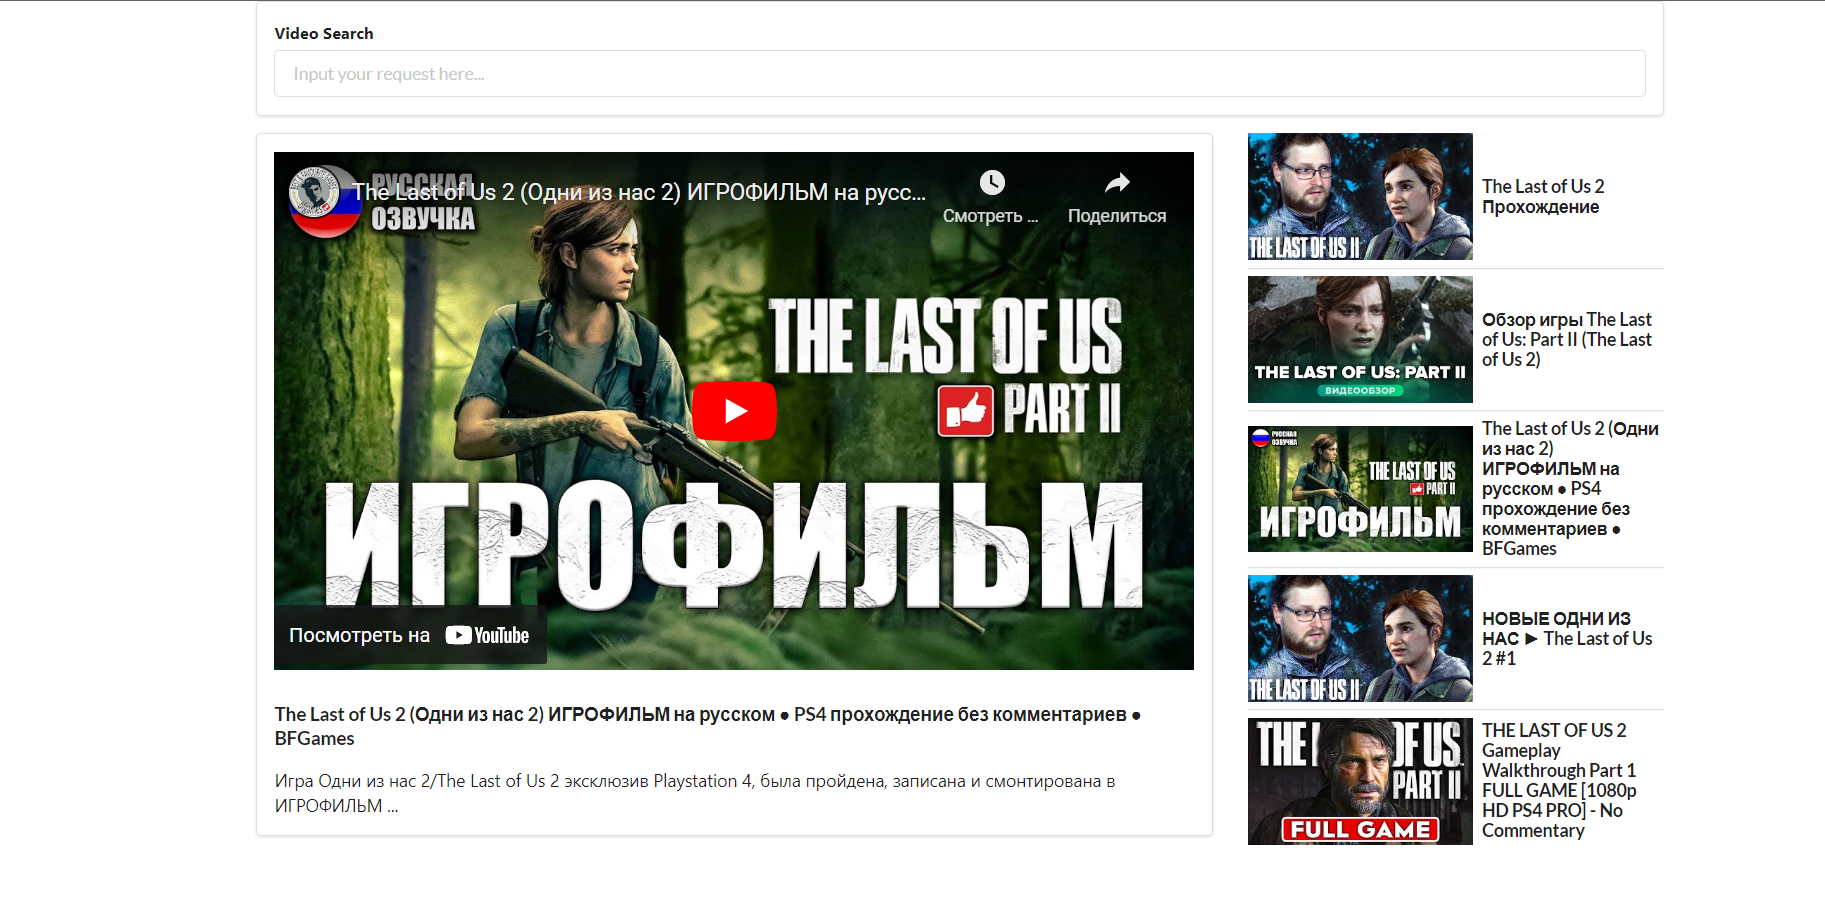 Video Search
Input your request here...
РУССКАЯ
ОЗВУЧКА
The Last of Us 2 (Одни из нас 2) ИГРОФИЛЬМ на русс...
Смотреть ...
Поделиться
THE LAST OF US
PART II
ИГРОФИЛЬМ
Посмотреть на YouTube
The Last of Us 2 (Одни из нас 2) ИГРОФИЛЬМ на русском ● PS4 прохождение без комментариев ●
BFGames
Игра Одни из нас 2/The Last of Us 2 эксклюзив Playstation 4, была пройдена, записана и смонтирована в
ИГРОФИЛЬМ ...
THE LAST OF US II
The Last of Us 2
Прохождение
THE LAST OF US: PART II
ВИДЕООБЗОР
Обзор игры The Last
of Us: Part II (The Last
of Us 2)
РУССКАЯ
ОЗВУЧКА
THE LAST OF US
PART II
ИГРОФИЛЬМ
The Last of Us 2 (Одни
из нас 2)
ИГРОФИЛЬМ на
русском ● PS4
прохождение без
комментариев ●
BFGames
THE LAST OF US II
НОВЫЕ ОДНИ ИЗ
НАС ► The Last of Us
2 #1
THE L OF US
PART II
FULL GAME
THE LAST OF US 2
Gameplay
Walkthrough Part 1
FULL GAME [1080p
HD PS4 PRO] - No
Commentary